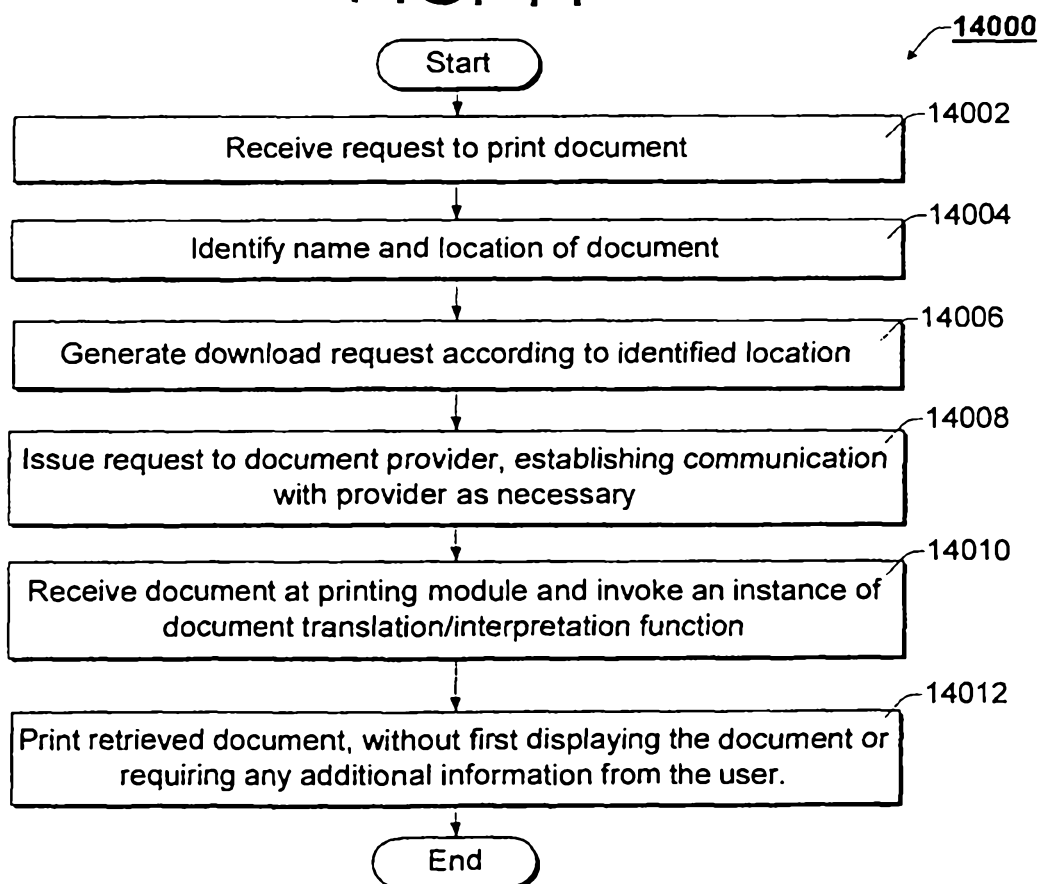 14000
Start
14002
Receive request to print document
14004
Identify name and location of document
14006
Generate download request according to identified location
14008
Issue request to document provider, establishing communication
with provider as necessary
14010
Receive document at printing module and invoke an instance of
document translation/interpretation function
14012
Print retrieved document, without first displaying the document or
requiring any additional information from the user.
End